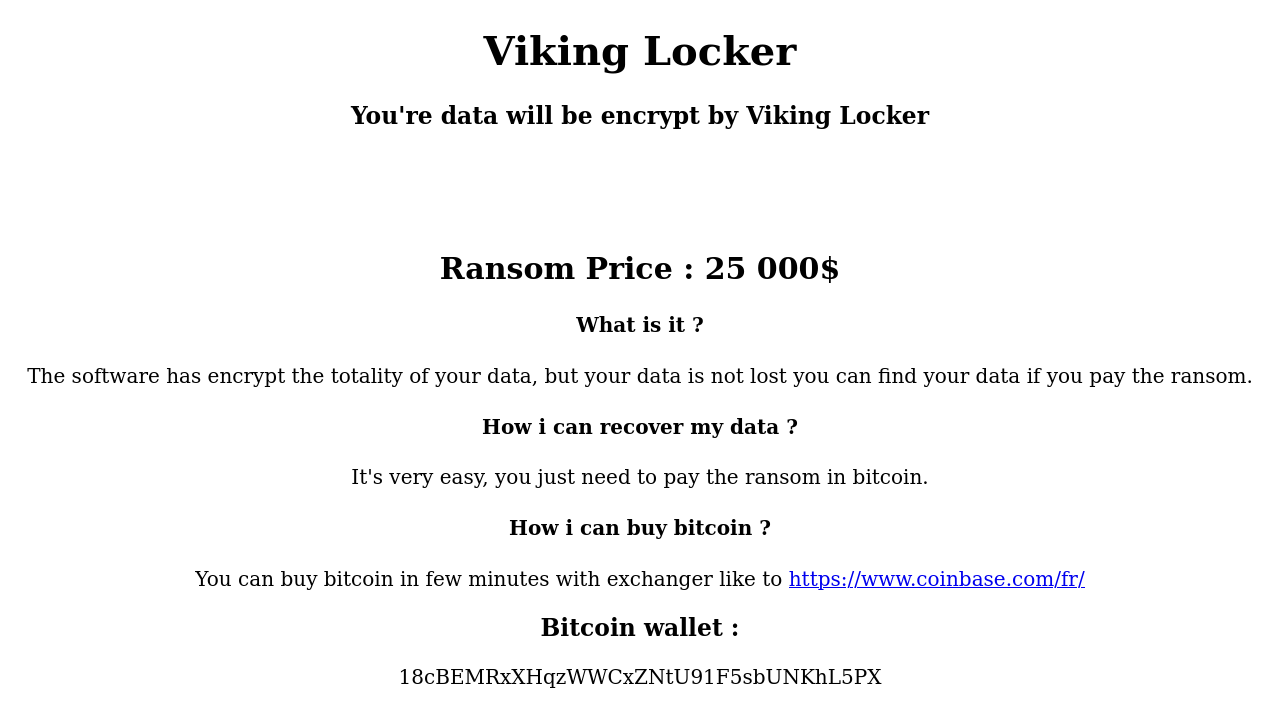 Viking Locker
You're data will be encrypt by Viking Locker
Ransom Price : 25 000$
What is it ?
The software has encrypt the totality of your data, but your data is not lost you can find your data if you pay the ransom.
How i can recover my data ?
It's very easy, you just need to pay the ransom in bitcoin.
How i can buy bitcoin ?
You can buy bitcoin in few minutes with exchanger like to https://www.coinbase.com/fr/
Bitcoin wallet :
18cBEMRxXHqzWWCxZNtU91F5sbUNKhL5PX